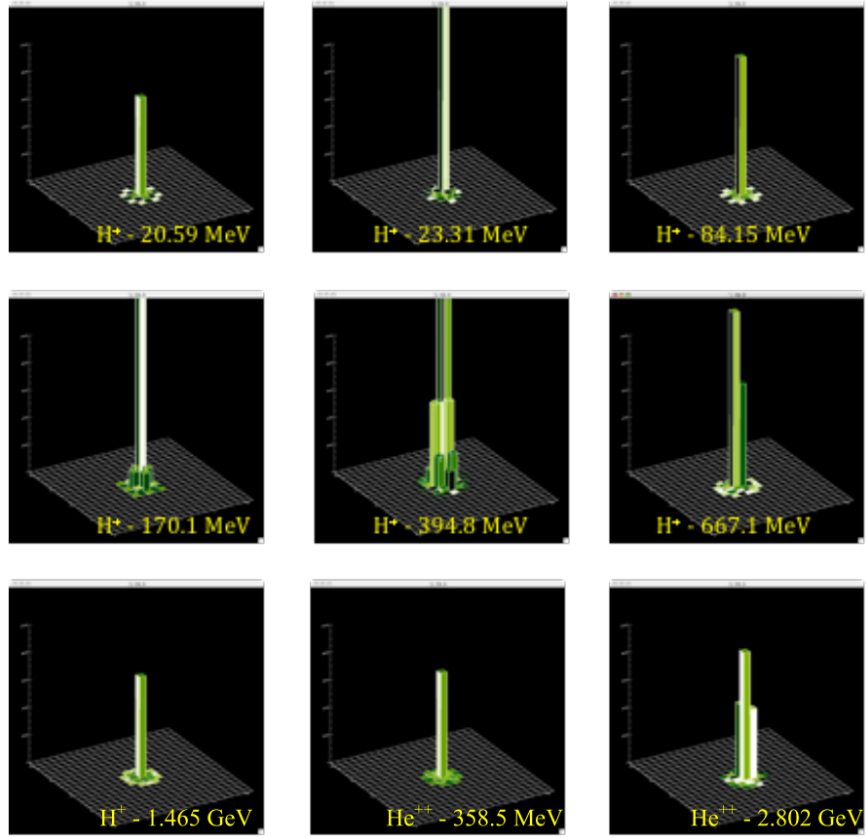 H⁺ - 20.59 MeV
H⁺ - 23.31 MeV
H⁺ - 84.15 MeV
H⁺ - 170.1 MeV
H⁺ - 394.8 MeV
H⁺ - 667.1 MeV
H⁺ - 1.465 GeV
He⁺⁺ - 358.5 MeV
He⁺⁺ - 2.802 GeV